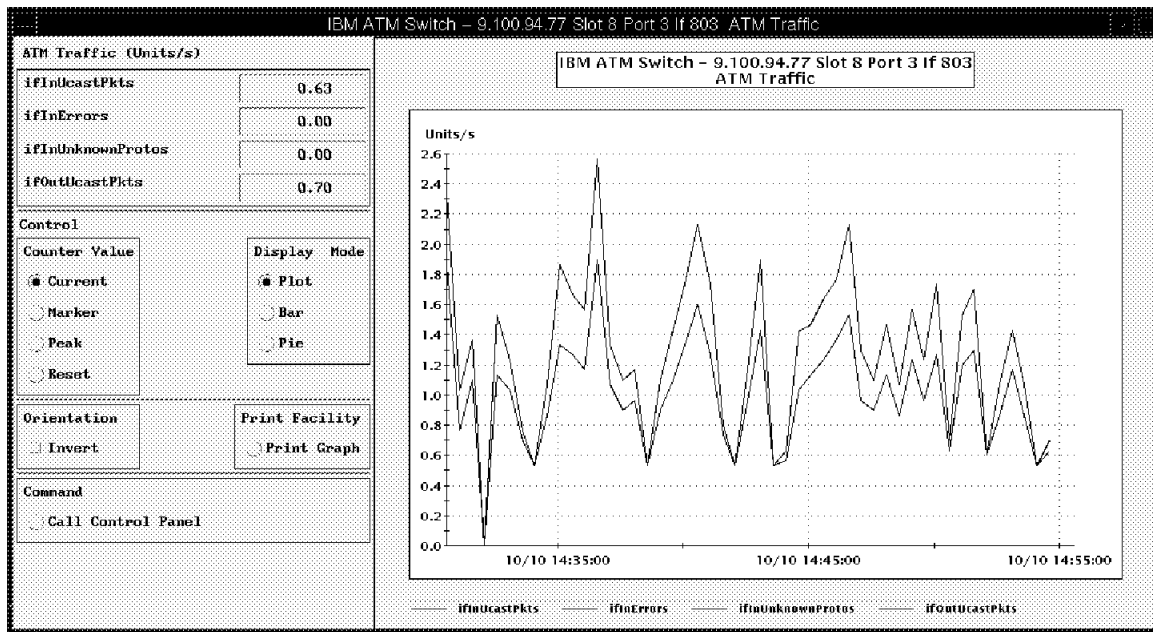 IBM ATM Switch – 9.100.94.77 Slot 8 Port 3 If 803 ATM Traffic
ATM Traffic (Units/s)
ifInUcastPkts 0.63
ifInErrors 0.00
ifInUnknownProtos 0.00
ifOutUcastPkts 0.70
Control
Counter Value
Current
Marker
Peak
Reset
Display Mode
Plot
Bar
Pie
Orientation
Invert
Print Facility
Print Graph
Command
Call Control Panel
IBM ATM Switch – 9.100.94.77 Slot 8 Port 3 If 803
ATM Traffic
Units/s
2.6
2.4
2.2
2.0
1.8
1.6
1.4
1.2
1.0
0.8
0.6
0.4
0.2
0.0
10/10 14:35:00 10/10 14:45:00 10/10 14:55:00
ifInUcastPkts ifInErrors ifInUnknownProtos ifOutUcastPkts